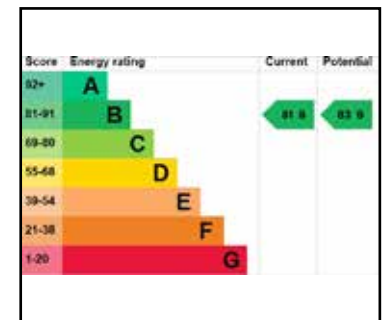 Score Energy rating Current Potential
92+ A
81-91 B 81 B 83 B
69-80 C
55-68 D
39-54 E
21-38 F
1-20 G